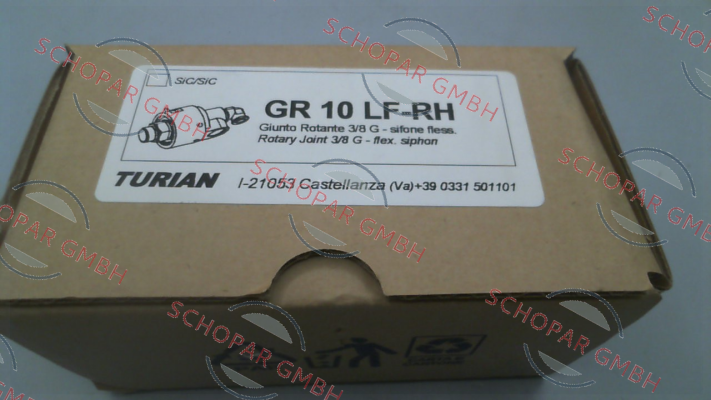 SiC/SiC
GR 10 LF-RH
Giunto Rotante 3/8 G - sifone fless.
Rotary Joint 3/8 G - flex. siphon
TURIAN I-21053 Castellanza (Va)+39 0331 501101
SCHOPAR GMBH
SCHOPAR GMBH
SCHOPAR GMBH
SCHOPAR GMBH
SCHOPAR GMBH
SCHOPAR GMBH
SCHOPAR GMBH
SCHOPAR GMBH